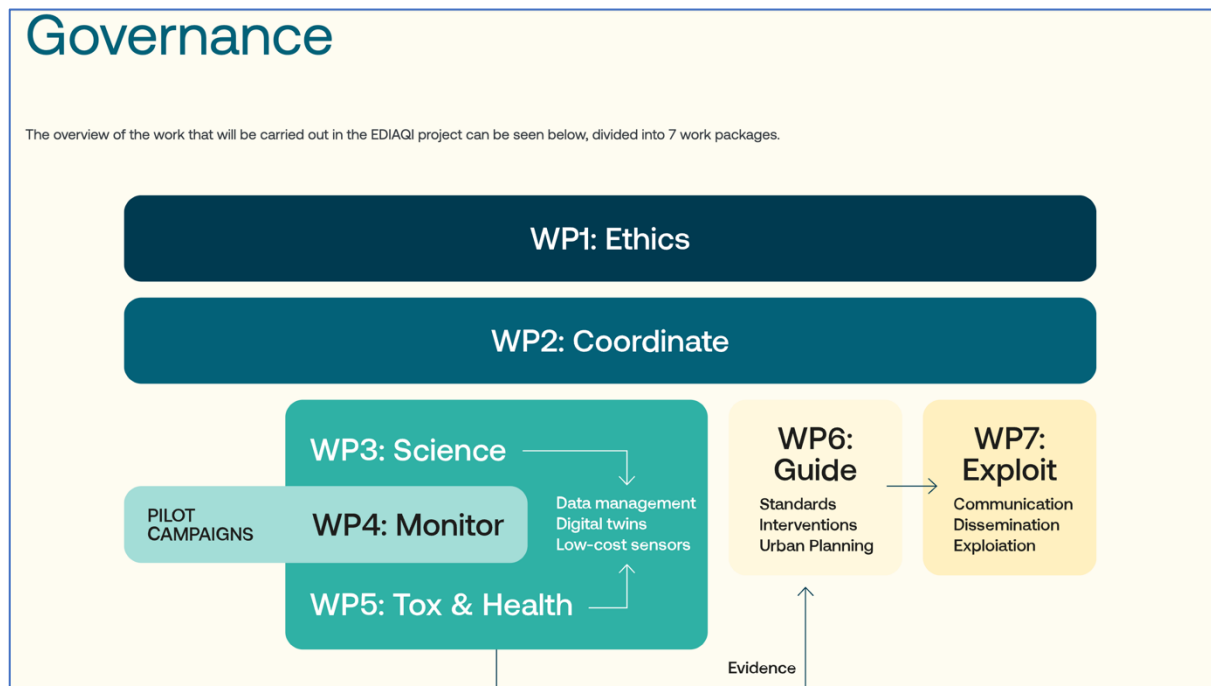 Governance
The overview of the work that will be carried out in the EDIAQI project can be seen below, divided into 7 work packages.
WP1: Ethics
WP2: Coordinate
WP3: Science
PILOT
CAMPAIGNS
WP4: Monitor
WP5: Tox & Health
Data management
Digital twins
Low-cost sensors
WP6:
Guide
Standards
Interventions
Urban Planning
WP7:
Exploit
Communication
Dissemination
Exploiation
Evidence